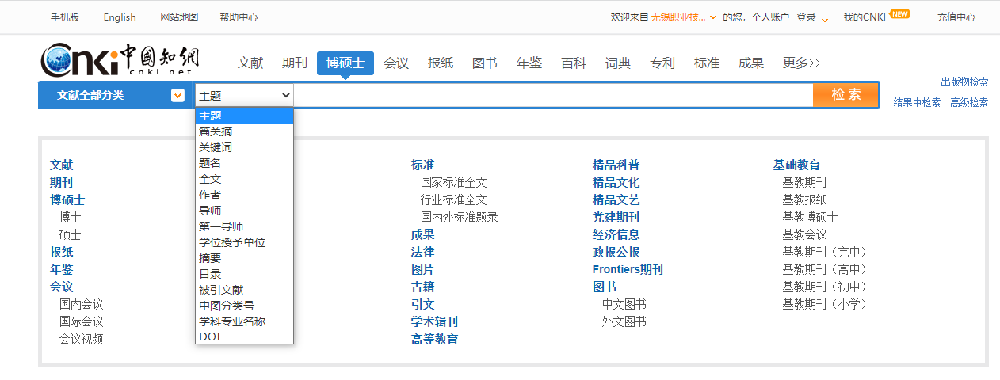 手机版 English 网站地图 帮助中心 欢迎来自 无锡职业技... 的您，个人账户 登录 我的CNKI NEW 充值中心
Cnki中國知網
cnki.net
文献 期刊 博硕士 会议 报纸 图书 年鉴 百科 词典 专利 标准 成果 更多>>
文献全部分类 主题 检索
出版物检索
结果中检索 高级检索
主题
篇关摘
关键词
题名
全文
作者
导师
第一导师
学位授予单位
摘要
目录
被引文献
中图分类号
学科专业名称
DOI
文献
期刊
博硕士
博士
硕士
报纸
年鉴
会议
国内会议
国际会议
会议视频
标准
国家标准全文
行业标准全文
国内外标准题录
成果
法律
图片
古籍
引文
学术辑刊
高等教育
精品科普
精品文化
精品文艺
党建期刊
经济信息
政报公报
Frontiers期刊
图书
中文图书
外文图书
基础教育
基教期刊
基教报纸
基教博硕士
基教会议
基教期刊（完中）
基教期刊（高中）
基教期刊（初中）
基教期刊（小学）